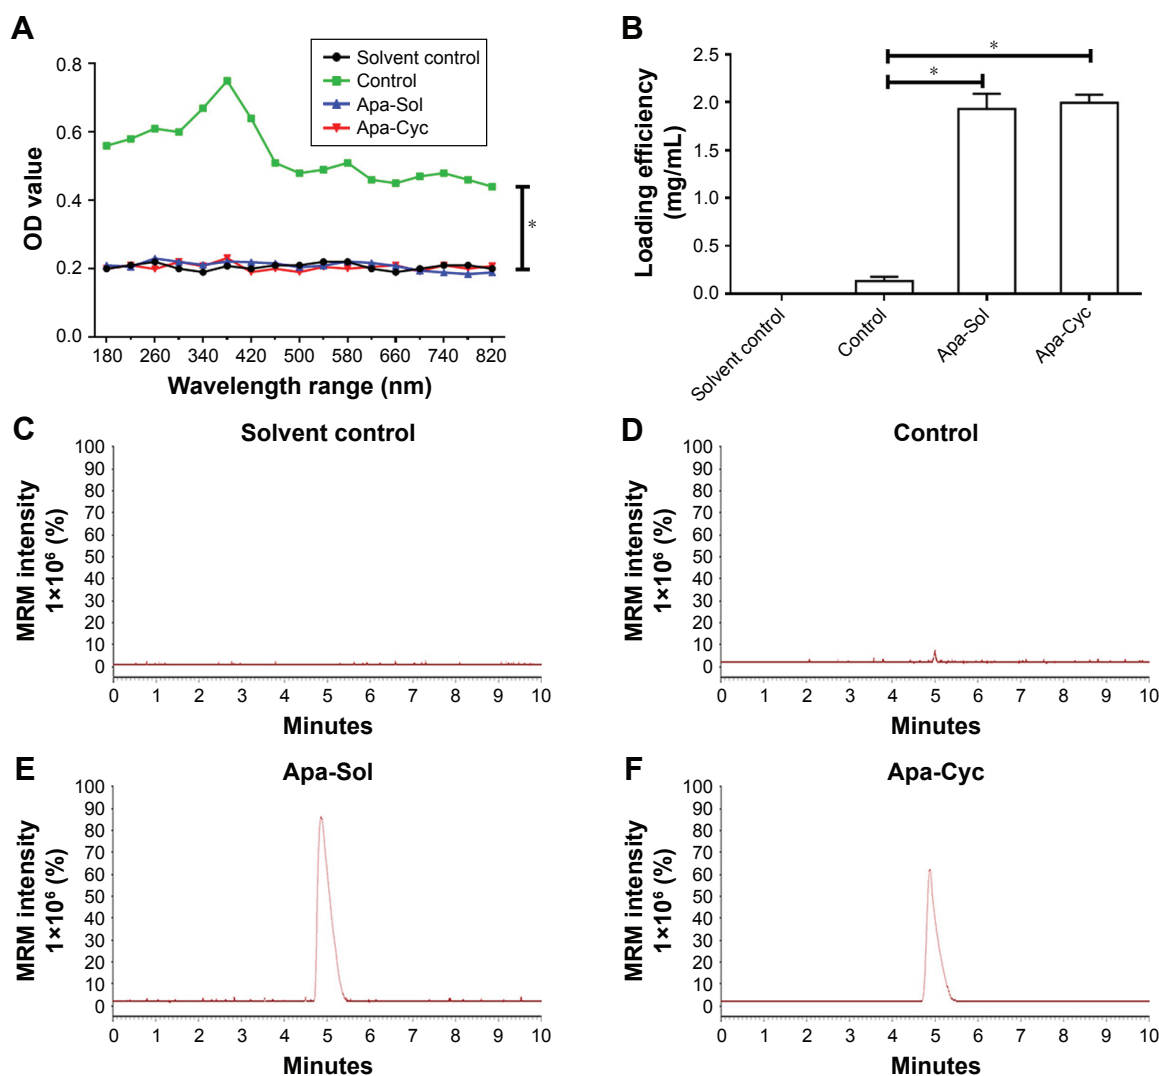 A
Solvent control
Control
Apa-Sol
Apa-Cyc
0.8
0.6
0.4
0.2
0.0
OD value
*
180 260 340 420 500 580 660 740 820
Wavelength range (nm)
B
2.5
2.0
1.5
1.0
0.5
0.0
Loading efficiency
(mg/mL)
*
*
Solvent control
Control
Apa-Sol
Apa-Cyc
C
Solvent control
100
90
80
70
60
50
40
30
20
10
0
MRM intensity
1×10⁶ (%)
0 1 2 3 4 5 6 7 8 9 10
Minutes
D
Control
100
90
80
70
60
50
40
30
20
10
0
MRM intensity
1×10⁶ (%)
0 1 2 3 4 5 6 7 8 9 10
Minutes
E
Apa-Sol
100
90
80
70
60
50
40
30
20
10
0
MRM intensity
1×10⁶ (%)
0 1 2 3 4 5 6 7 8 9 10
Minutes
F
Apa-Cyc
100
90
80
70
60
50
40
30
20
10
0
MRM intensity
1×10⁶ (%)
0 1 2 3 4 5 6 7 8 9 10
Minutes